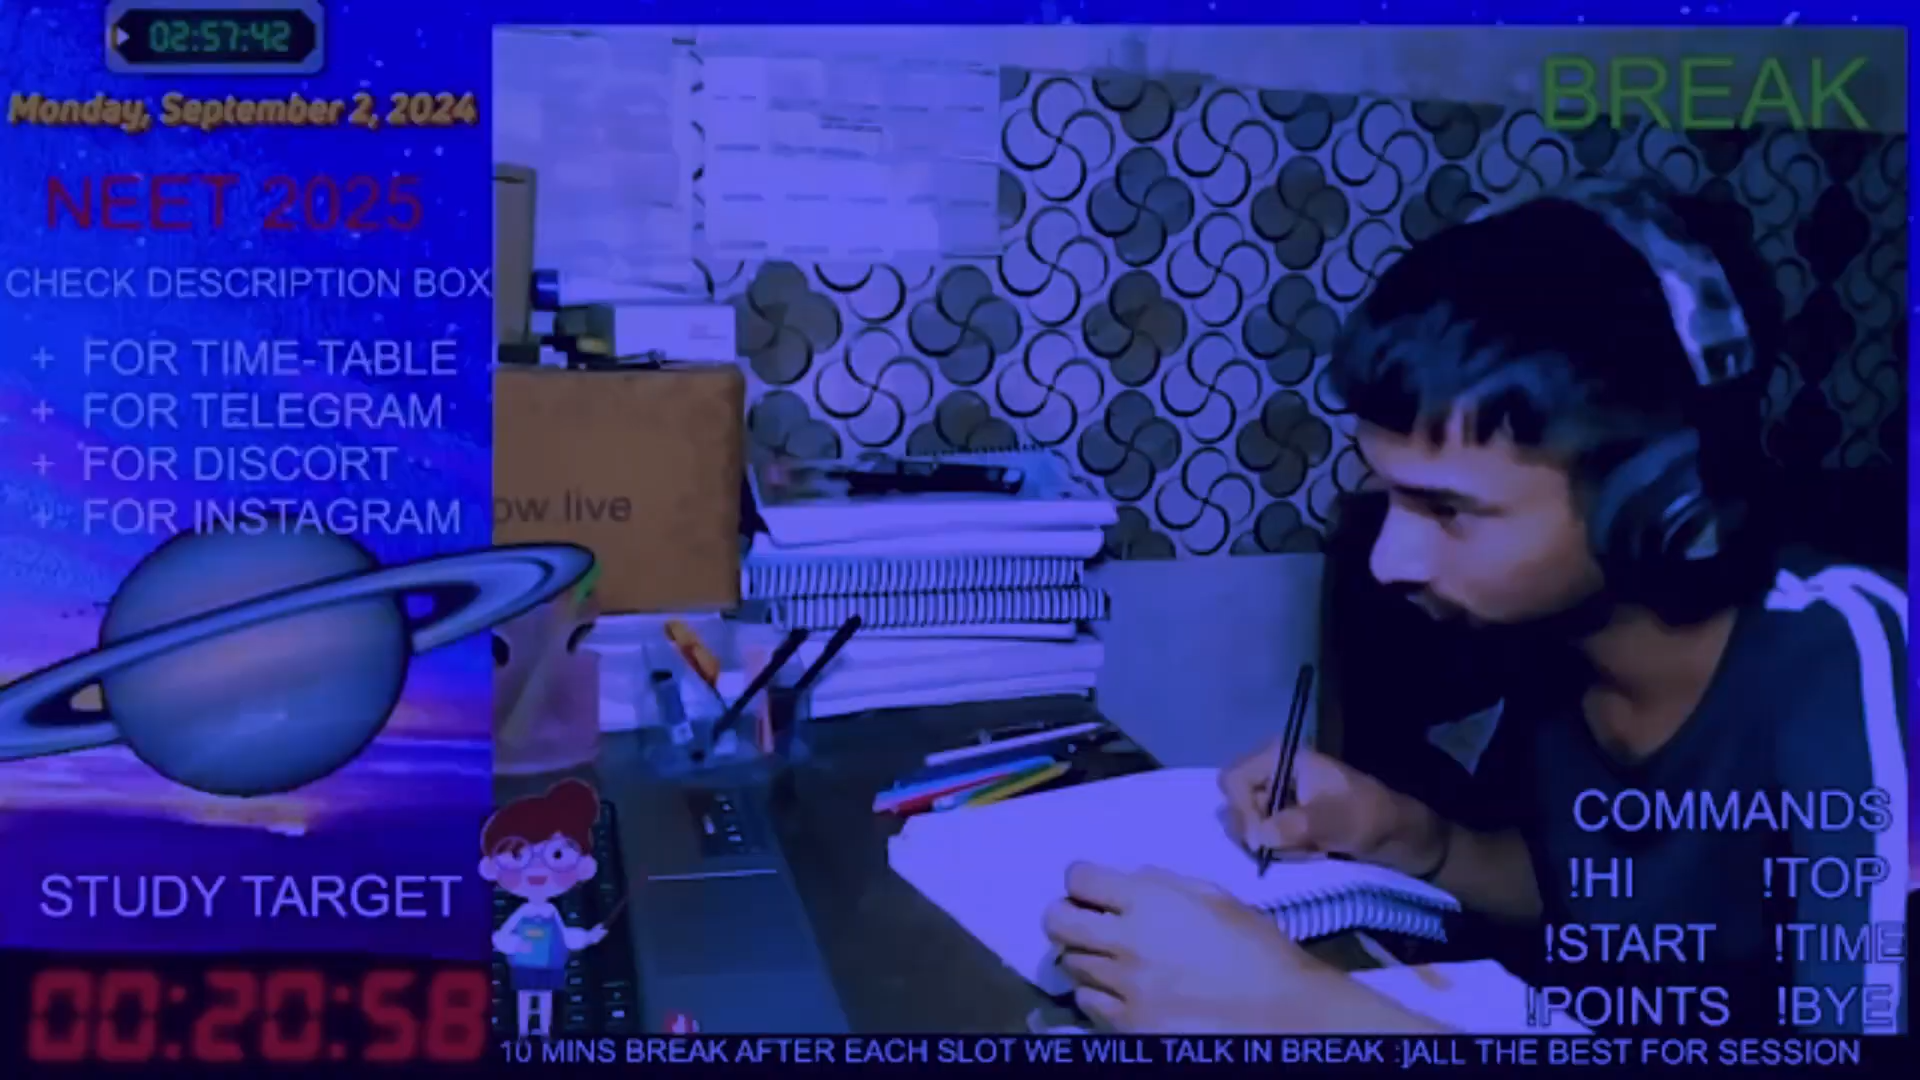 02:57:42
Monday, September 2, 2024
NEET 2025
CHECK DESCRIPTION BOX
+ FOR TIME-TABLE
+ FOR TELEGRAM
+ FOR DISCORT
+ FOR INSTAGRAM
STUDY TARGET
00:20:58
BREAK
ow.live
COMMANDS
!HI !TOP
!START !TIME
!POINTS !BYE
10 MINS BREAK AFTER EACH SLOT WE WILL TALK IN BREAK :]ALL THE BEST FOR SESSION